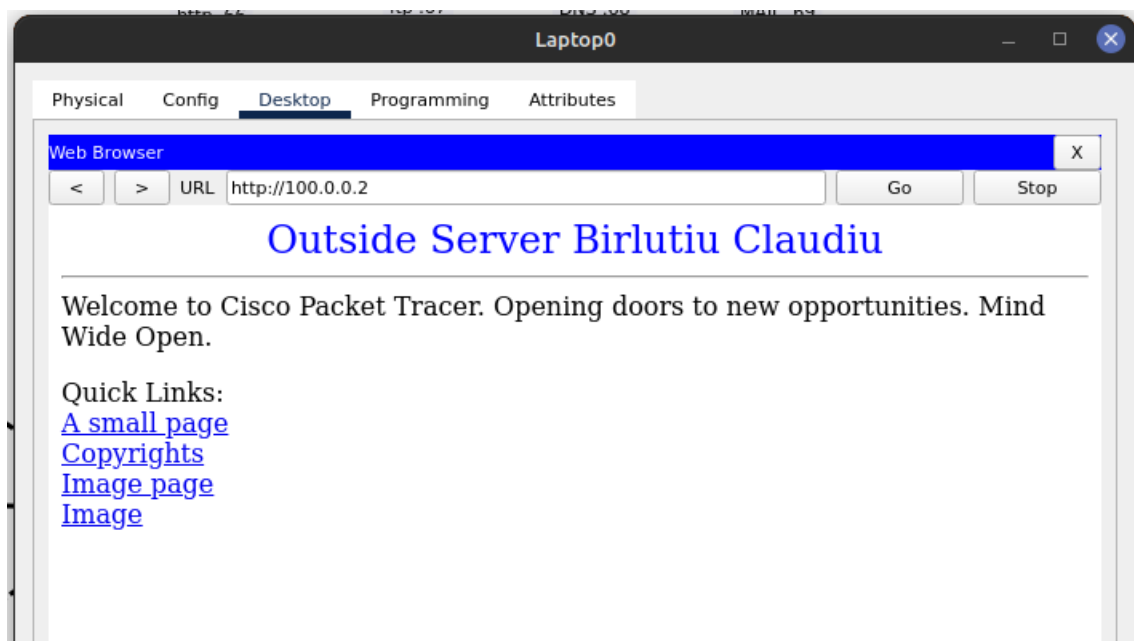 Laptop0
Physical Config Desktop Programming Attributes
Web Browser X
< > URL http://100.0.0.2 Go Stop
Outside Server Birlutiu Claudiu
Welcome to Cisco Packet Tracer. Opening doors to new opportunities. Mind
Wide Open.
Quick Links:
A small page
Copyrights
Image page
Image